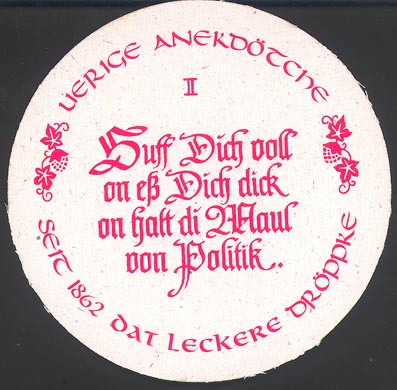 UERIGE ANEKDÖTCHE
II
Suff Dich voll
on eß Dich dick
on halt di Maul
von Politik.
SEIT 1862 DAT LECKERE DRÖPPKE